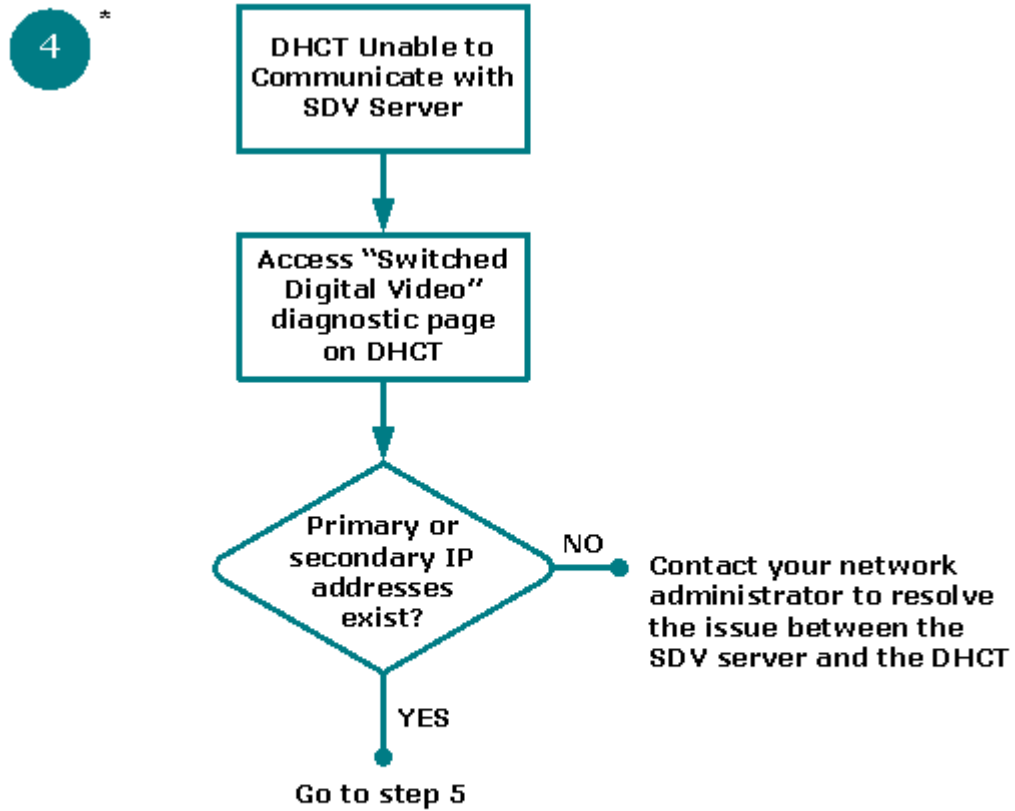 4
*
DHCT Unable to
Communicate with
SDV Server
Access “Switched
Digital Video”
diagnostic page
on DHCT
Primary or
secondary IP
addresses
exist?
NO
Contact your network
administrator to resolve
the issue between the
SDV server and the DHCT
YES
Go to step 5